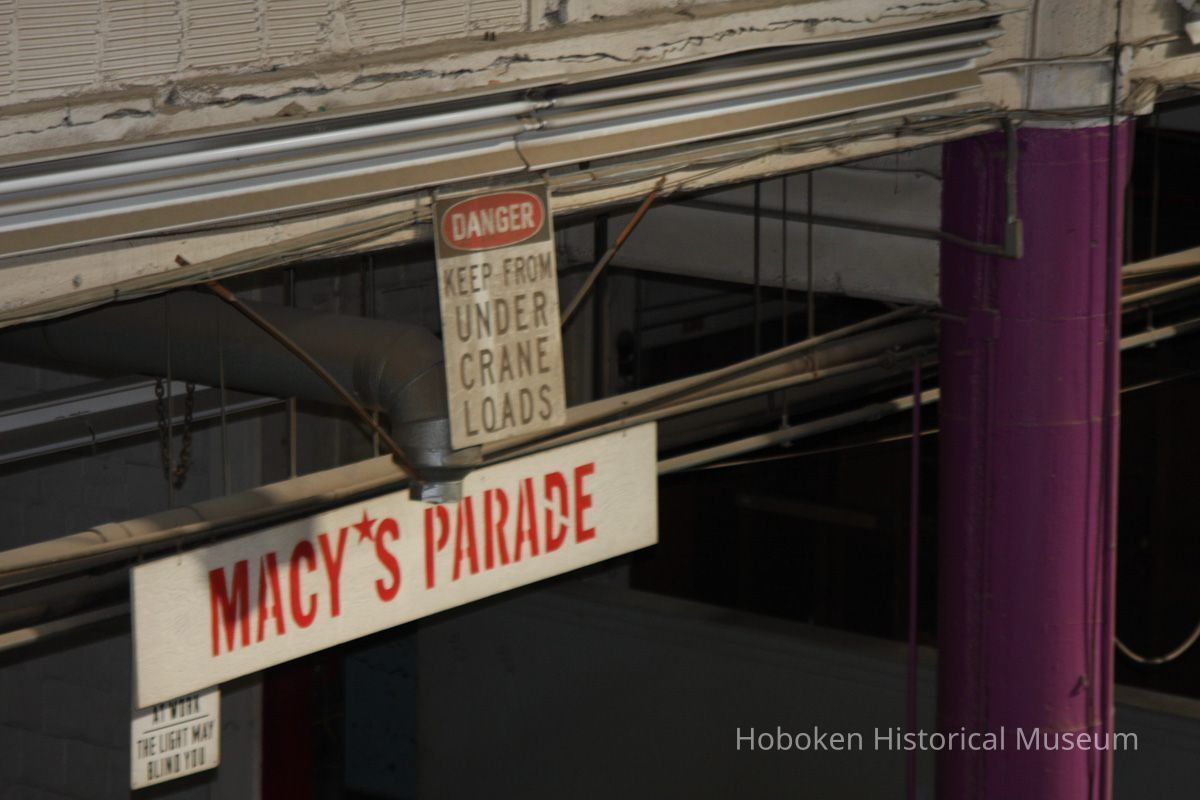 DANGER
KEEP FROM
UNDER
CRANE
LOADS
MACY'S PARADE
AT WORK
THE LIGHT MAY
BLIND YOU
Hoboken Historical Museum